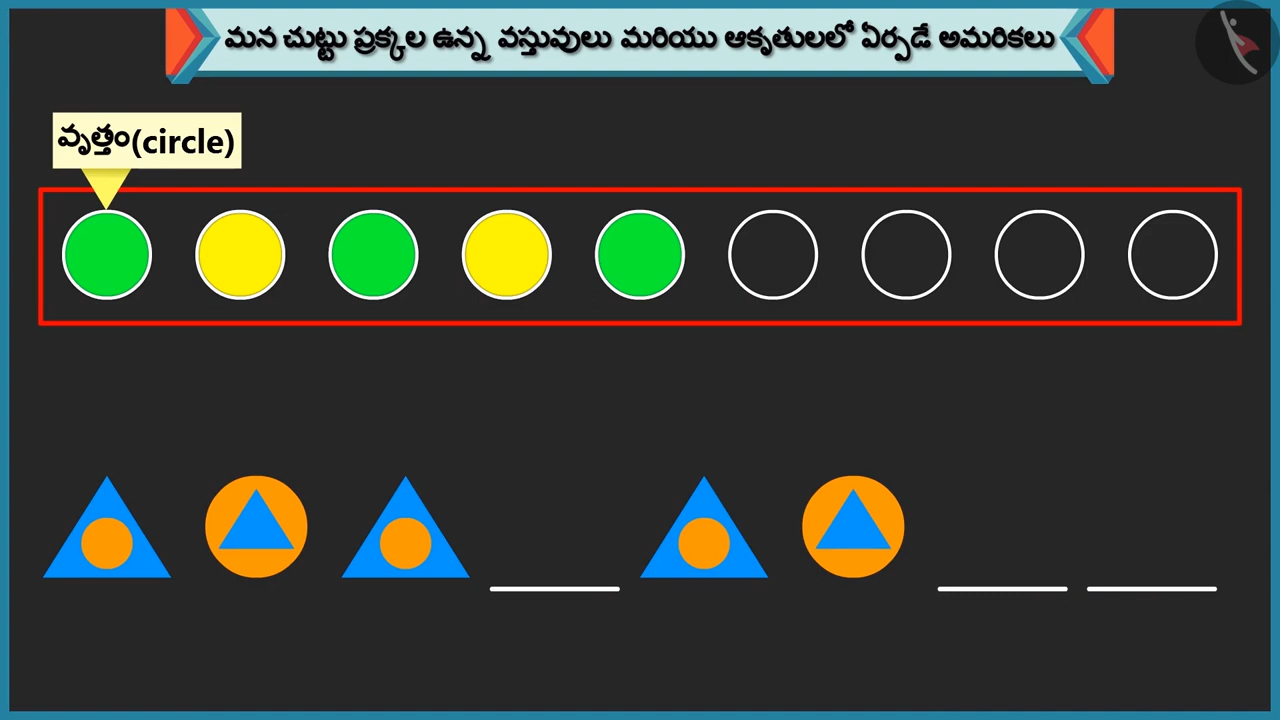 మన చుట్టు ప్రక్కల ఉన్న వస్తువులు మరియు ఆకృతులలో ఏర్పడే అమరికలు
వృత్తం(circle)